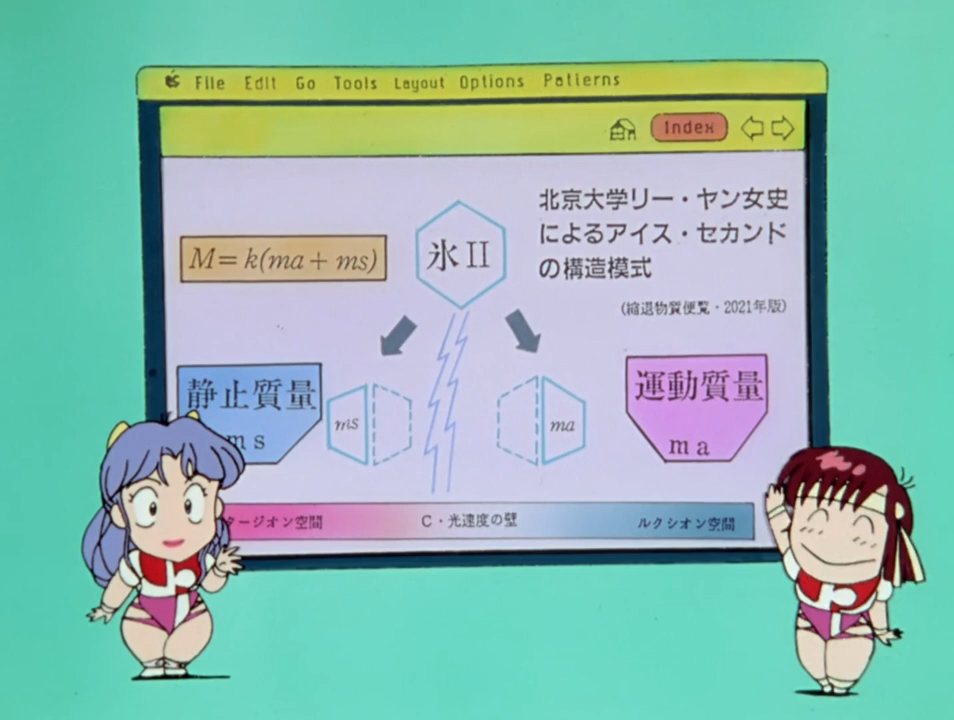 File Edit Go Tools Layout Options Patterns
Index
北京大学リー・ヤン女史
によるアイス・セカンド
の構造模式
(縮退物質便覧・2021年版)
M=k(ma+ms)
氷II
静止質量
ms
ms
ma
運動質量
ma
タージオン空間
C・光速度の壁
ルクシオン空間